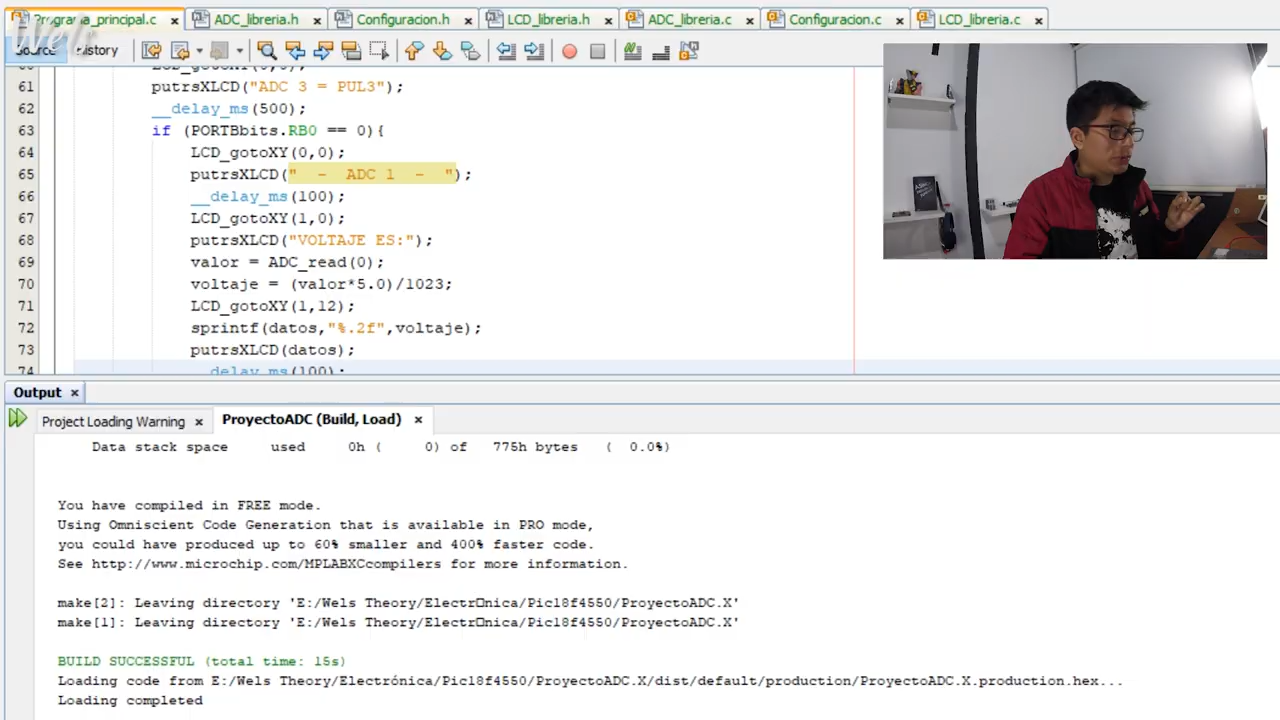 Programa_principal.c × ADC_libreria.h × Configuracion.h × LCD_libreria.h × ADC_libreria.c × Configuracion.c × LCD_libreria.c ×
Wels
Source History
60 LCD_gotoXY(0,0);
61 putrsXLCD("ADC 3 = PUL3");
62 __delay_ms(500);
63 if (PORTBbits.RB0 == 0){
64 LCD_gotoXY(0,0);
65 putrsXLCD("  -  ADC 1  -  ");
66 __delay_ms(100);
67 LCD_gotoXY(1,0);
68 putrsXLCD("VOLTAJE ES:");
69 valor = ADC_read(0);
70 voltaje = (valor*5.0)/1023;
71 LCD_gotoXY(1,12);
72 sprintf(datos,"%.2f",voltaje);
73 putrsXLCD(datos);
74 __delay_ms(100);
Output ×
Project Loading Warning × ProyectoADC (Build, Load) ×
Data stack space used 0h ( 0) of 775h bytes ( 0.0%)
You have compiled in FREE mode.
Using Omniscient Code Generation that is available in PRO mode,
you could have produced up to 60% smaller and 400% faster code.
See http://www.microchip.com/MPLABXCcompilers for more information.
make[2]: Leaving directory 'E:/Wels Theory/Electr□nica/Pic18f4550/ProyectoADC.X'
make[1]: Leaving directory 'E:/Wels Theory/Electr□nica/Pic18f4550/ProyectoADC.X'
BUILD SUCCESSFUL (total time: 15s)
Loading code from E:/Wels Theory/Electrónica/Pic18f4550/ProyectoADC.X/dist/default/production/ProyectoADC.X.production.hex...
Loading completed